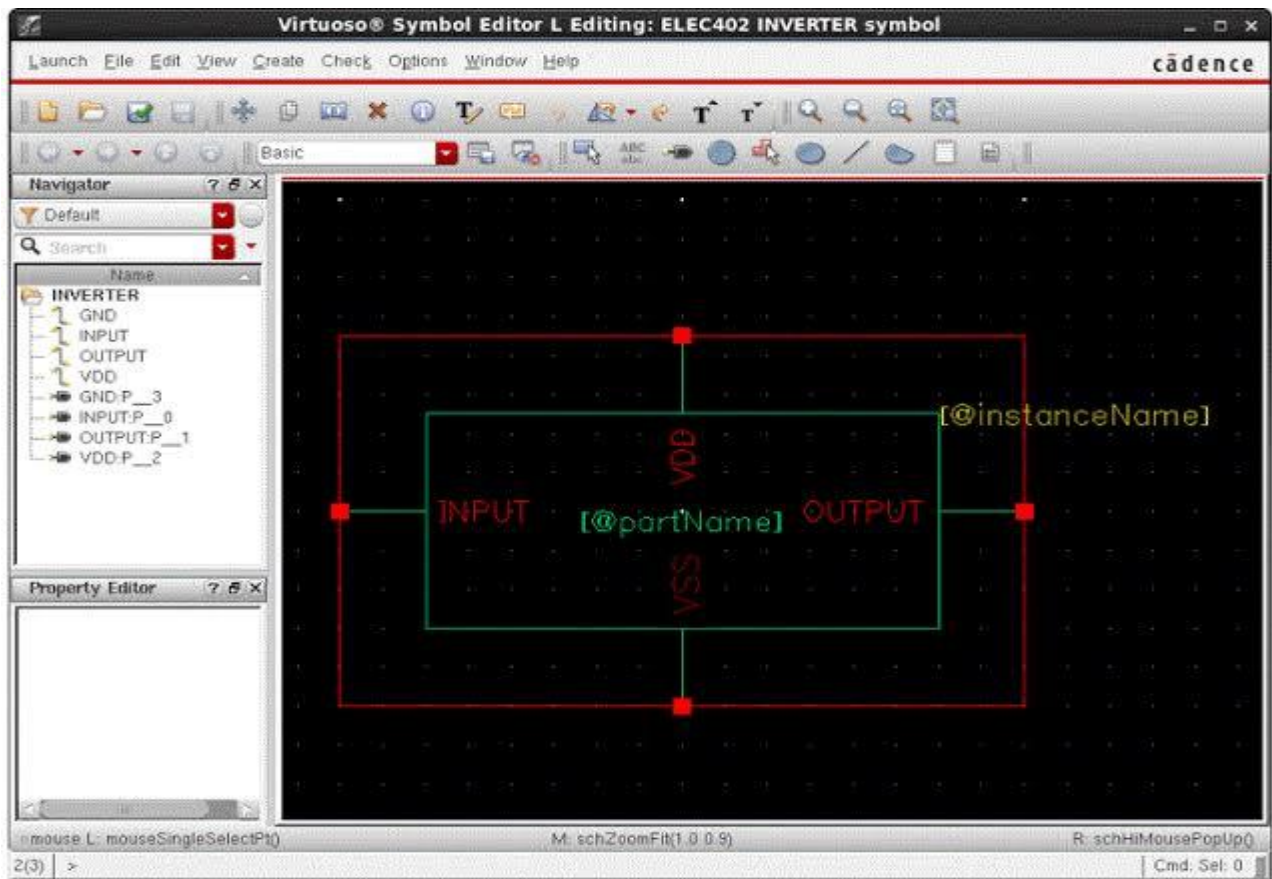 Virtuoso® Symbol Editor L Editing: ELEC402 INVERTER symbol
Launch File Edit View Create Check Options Window Help
cādence
Basic
Navigator
Default
Search
Name
INVERTER
GND
INPUT
OUTPUT
VDD
GND:P__3
INPUT:P__0
OUTPUT:P__1
VDD:P__2
Property Editor
[@instanceName]
VDD
INPUT
[@partName]
OUTPUT
VSS
mouse L: mouseSingleSelectPt() M: schZoomFit(1.0 0.9) R: schHiMousePopUp()
2(3) > Cmd: Sel: 0